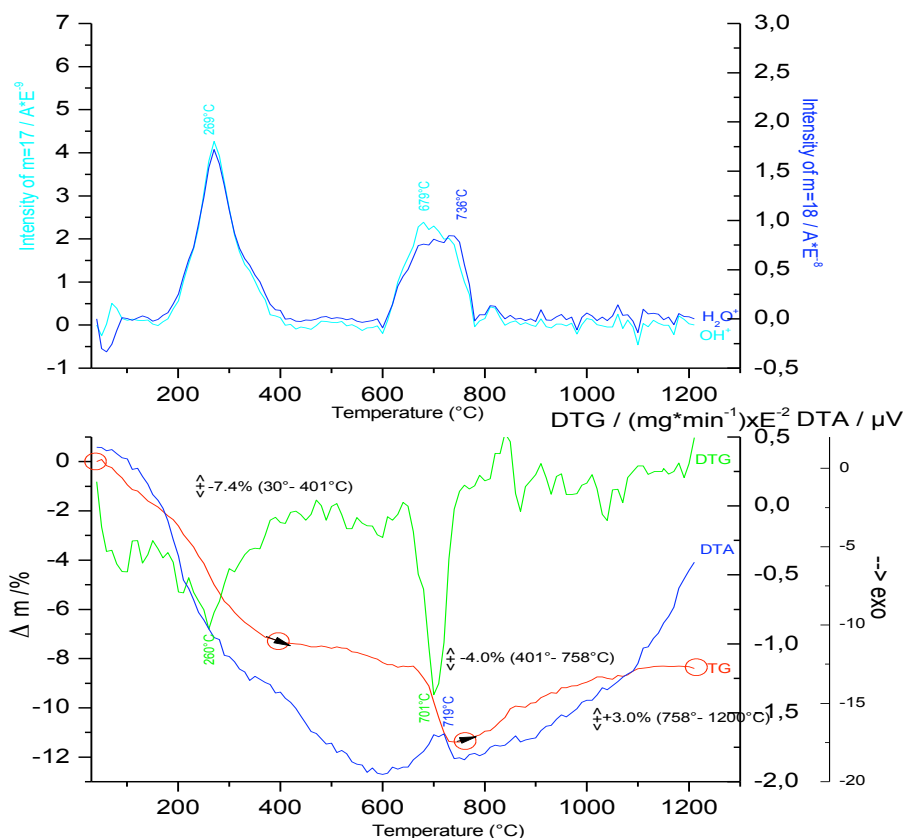 7
6
5
4
3
2
1
0
-1
Intensity of m=17 / A*E⁻⁹
3,0
2,5
2,0
1,5
1,0
0,5
0,0
-0,5
Intensity of m=18 / A*E⁻⁸
269°C
679°C
736°C
H₂O⁺
OH⁺
200 400 600 800 1000 1200
Temperature (°C)
DTG / (mg*min⁻¹)xE⁻² DTA / µV
0
-2
-4
-6
-8
-10
-12
Δ m /%
0,5
0,0
-0,5
-1,0
-1,5
-2,0
0
-5
-10
-15
-20
--> exo
-7.4% (30°- 401°C)
DTG
DTA
260°C
-4.0% (401°- 758°C)
TG
701°C
719°C
+3.0% (758°- 1200°C)
200 400 600 800 1000 1200
Temperature (°C)